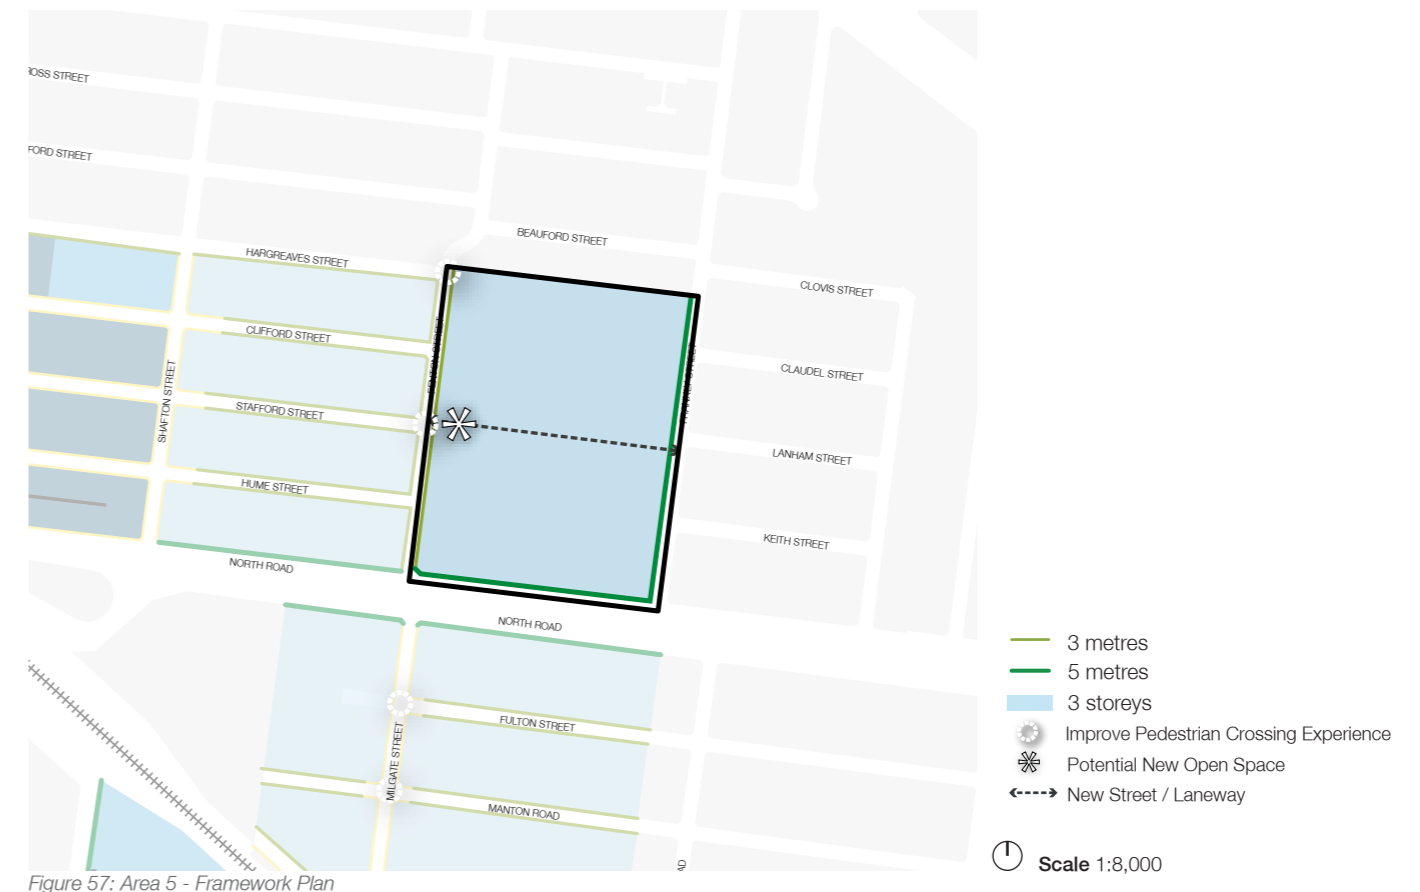 ROSS STREET
FORD STREET
BEAUFORD STREET
HARGREAVES STREET
CLOVIS STREET
CLIFFORD STREET
CLAUDEL STREET
SHAFTON STREET
STAFFORD STREET
LANHAM STREET
HUME STREET
KEITH STREET
NORTH ROAD
NORTH ROAD
FULTON STREET
MILGATE STREET
MANTON ROAD
3 metres
5 metres
3 storeys
Improve Pedestrian Crossing Experience
Potential New Open Space
New Street / Laneway
Scale 1:8,000
Figure 57: Area 5 - Framework Plan